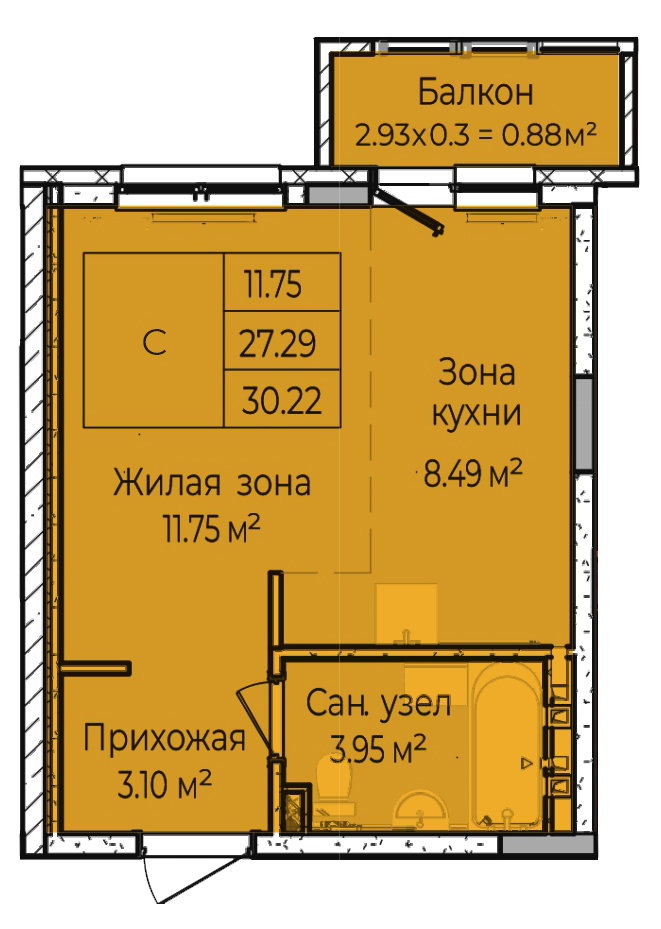 Балкон
2.93х0.3 = 0.88м²
С
11.75
27.29
30.22
Зона
кухни
8.49 м²
Жилая зона
11.75 м²
Сан. узел
3.95 м²
Прихожая
3.10 м²